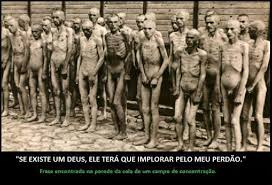 "SE EXISTE UM DEUS, ELE TERÁ QUE IMPLORAR PELO MEU PERDÃO."
Frase encontrada na parede da cela de um campo de concentração.